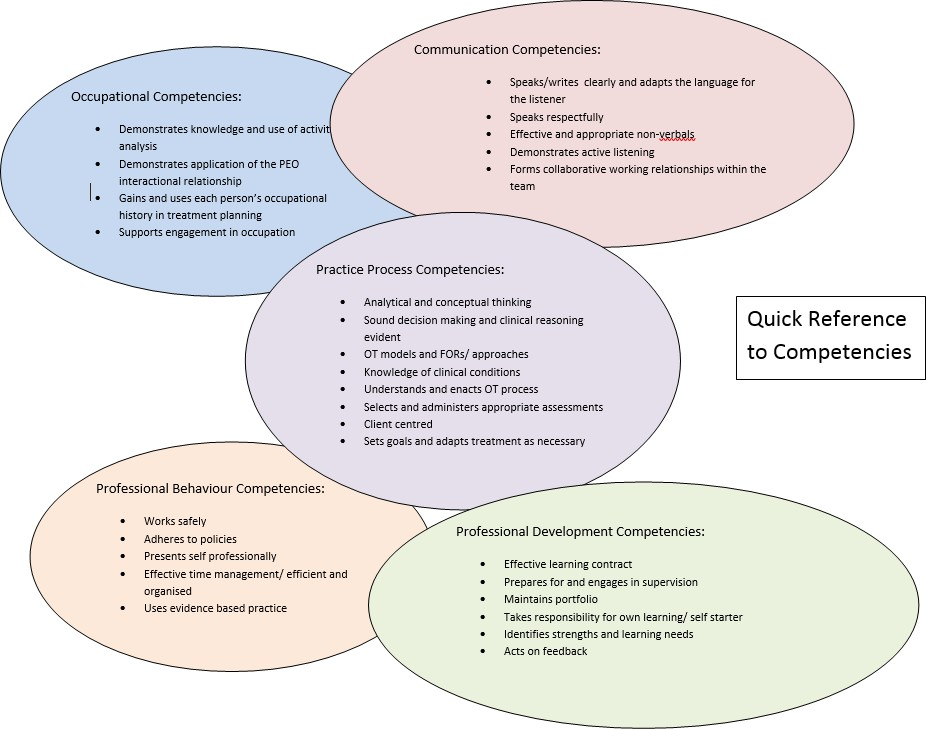 Communication Competencies:
• Speaks/writes  clearly and adapts the language for
the listener
• Speaks respectfully
• Effective and appropriate non-verbals
• Demonstrates active listening
• Forms collaborative working relationships within the
team
Occupational Competencies:
• Demonstrates knowledge and use of activit
analysis
• Demonstrates application of the PEO
interactional relationship
• Gains and uses each person’s occupational
history in treatment planning
• Supports engagement in occupation
Practice Process Competencies:
• Analytical and conceptual thinking
• Sound decision making and clinical reasoning
evident
• OT models and FORs/ approaches
• Knowledge of clinical conditions
• Understands and enacts OT process
• Selects and administers appropriate assessments
• Client centred
• Sets goals and adapts treatment as necessary
Quick Reference
to Competencies
Professional Behaviour Competencies:
• Works safely
• Adheres to policies
• Presents self professionally
• Effective time management/ efficient and
organised
• Uses evidence based practice
Professional Development Competencies:
• Effective learning contract
• Prepares for and engages in supervision
• Maintains portfolio
• Takes responsibility for own learning/ self starter
• Identifies strengths and learning needs
• Acts on feedback